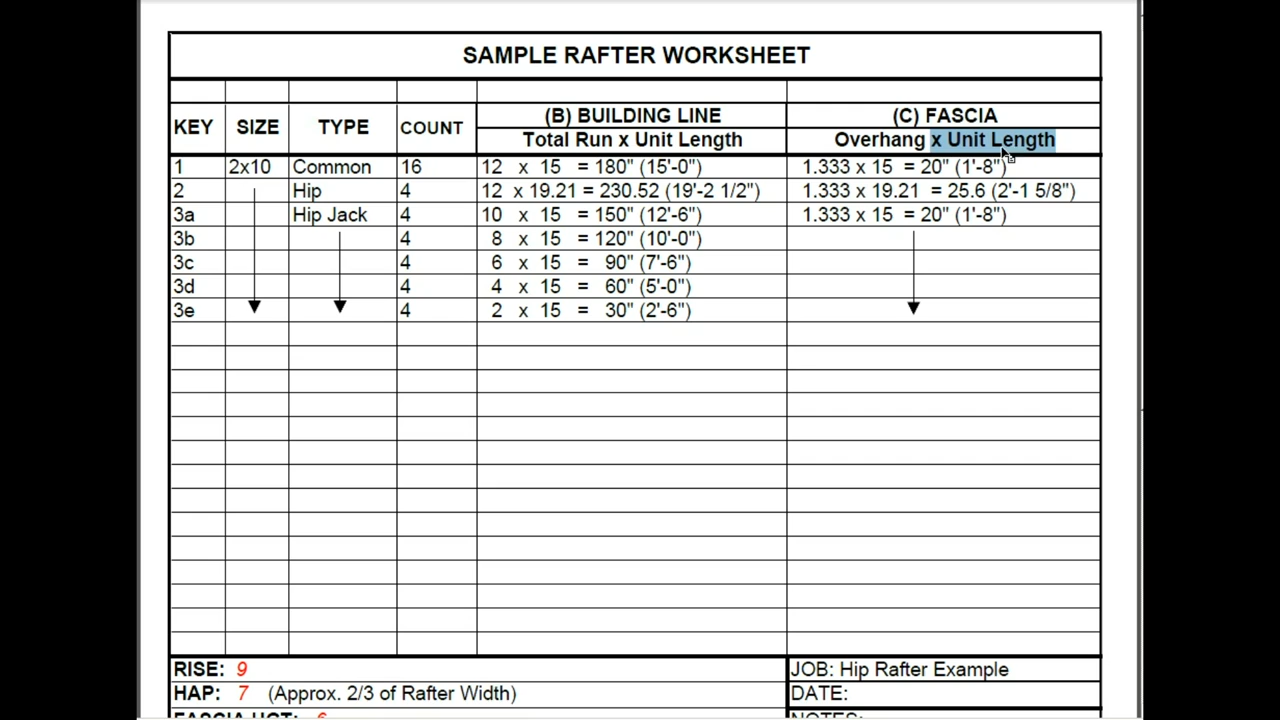 SAMPLE RAFTER WORKSHEET
(B) BUILDING LINE (C) FASCIA
KEY SIZE TYPE COUNT
Total Run x Unit Length Overhang x Unit Length
1 2x10 Common 16 12 x 15 = 180" (15'-0") 1.333 x 15 = 20" (1'-8")
2 Hip 4 12 x 19.21 = 230.52 (19'-2 1/2") 1.333 x 19.21 = 25.6 (2'-1 5/8")
3a Hip Jack 4 10 x 15 = 150" (12'-6") 1.333 x 15 = 20" (1'-8")
3b 4 8 x 15 = 120" (10'-0")
3c 4 6 x 15 = 90" (7'-6")
3d 4 4 x 15 = 60" (5'-0")
3e 4 2 x 15 = 30" (2'-6")
RISE: 9 JOB: Hip Rafter Example
HAP: 7 (Approx. 2/3 of Rafter Width) DATE:
FASCIA HGT: 6 NOTES: